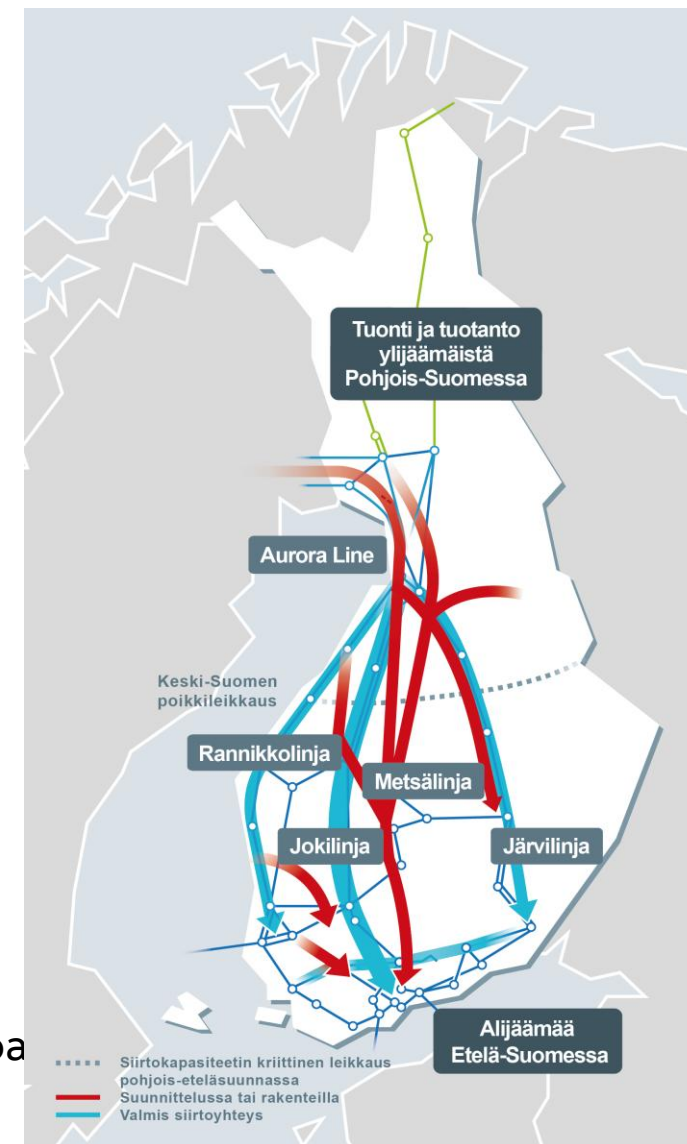 Tuonti ja tuotanto
ylijäämäistä
Pohjois-Suomessa
Aurora Line
Keski-Suomen
poikkileikkaus
Rannikkolinja
Metsälinja
Jokilinja
Järvilinja
Alijäämää
Etelä-Suomessa
Siirtokapasiteetin kriittinen leikkaus
pohjois-eteläsuunnassa
Suunnittelussa tai rakenteilla
Valmis siirtoyhteys